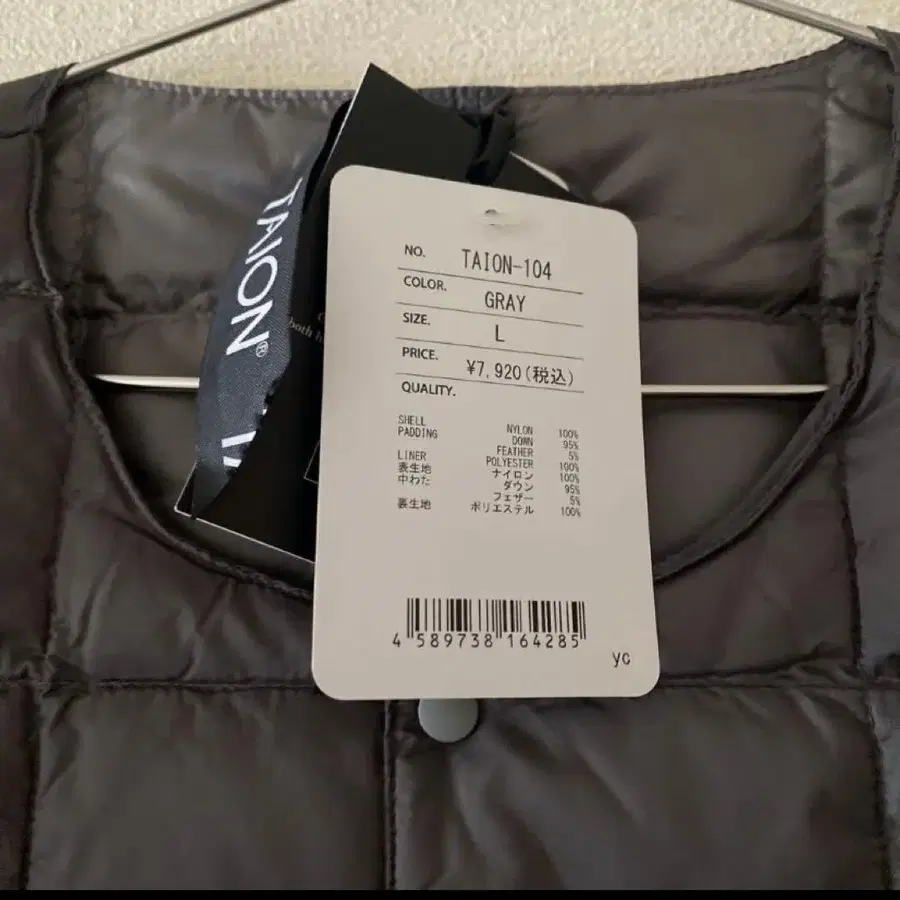 TAION®
both h
NO. TAION-104
COLOR. GRAY
SIZE. L
PRICE. ¥7,920(税込)
QUALITY.
SHELL NYLON 100%
PADDING DOWN 95%
FEATHER 5%
LINER POLYESTER 100%
表生地 ナイロン 100%
中わた ダウン 95%
フェザー 5%
裏生地 ポリエステル 100%
4 589738 164285
yc